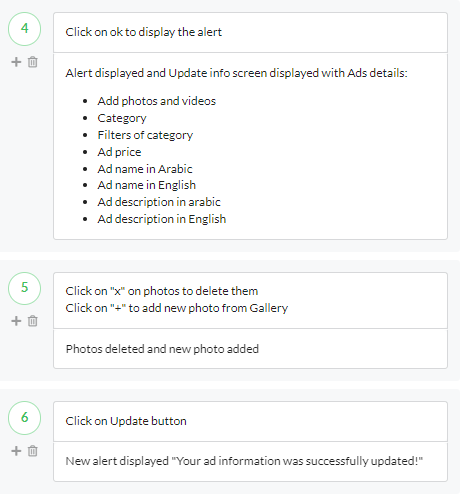 4
Click on ok to display the alert
Alert displayed and Update info screen displayed with Ads details:
• Add photos and videos
• Category
• Filters of category
• Ad price
• Ad name in Arabic
• Ad name in English
• Ad description in arabic
• Ad description in English
5
Click on "x" on photos to delete them
Click on "+" to add new photo from Gallery
Photos deleted and new photo added
6
Click on Update button
New alert displayed "Your ad information was successfully updated!"